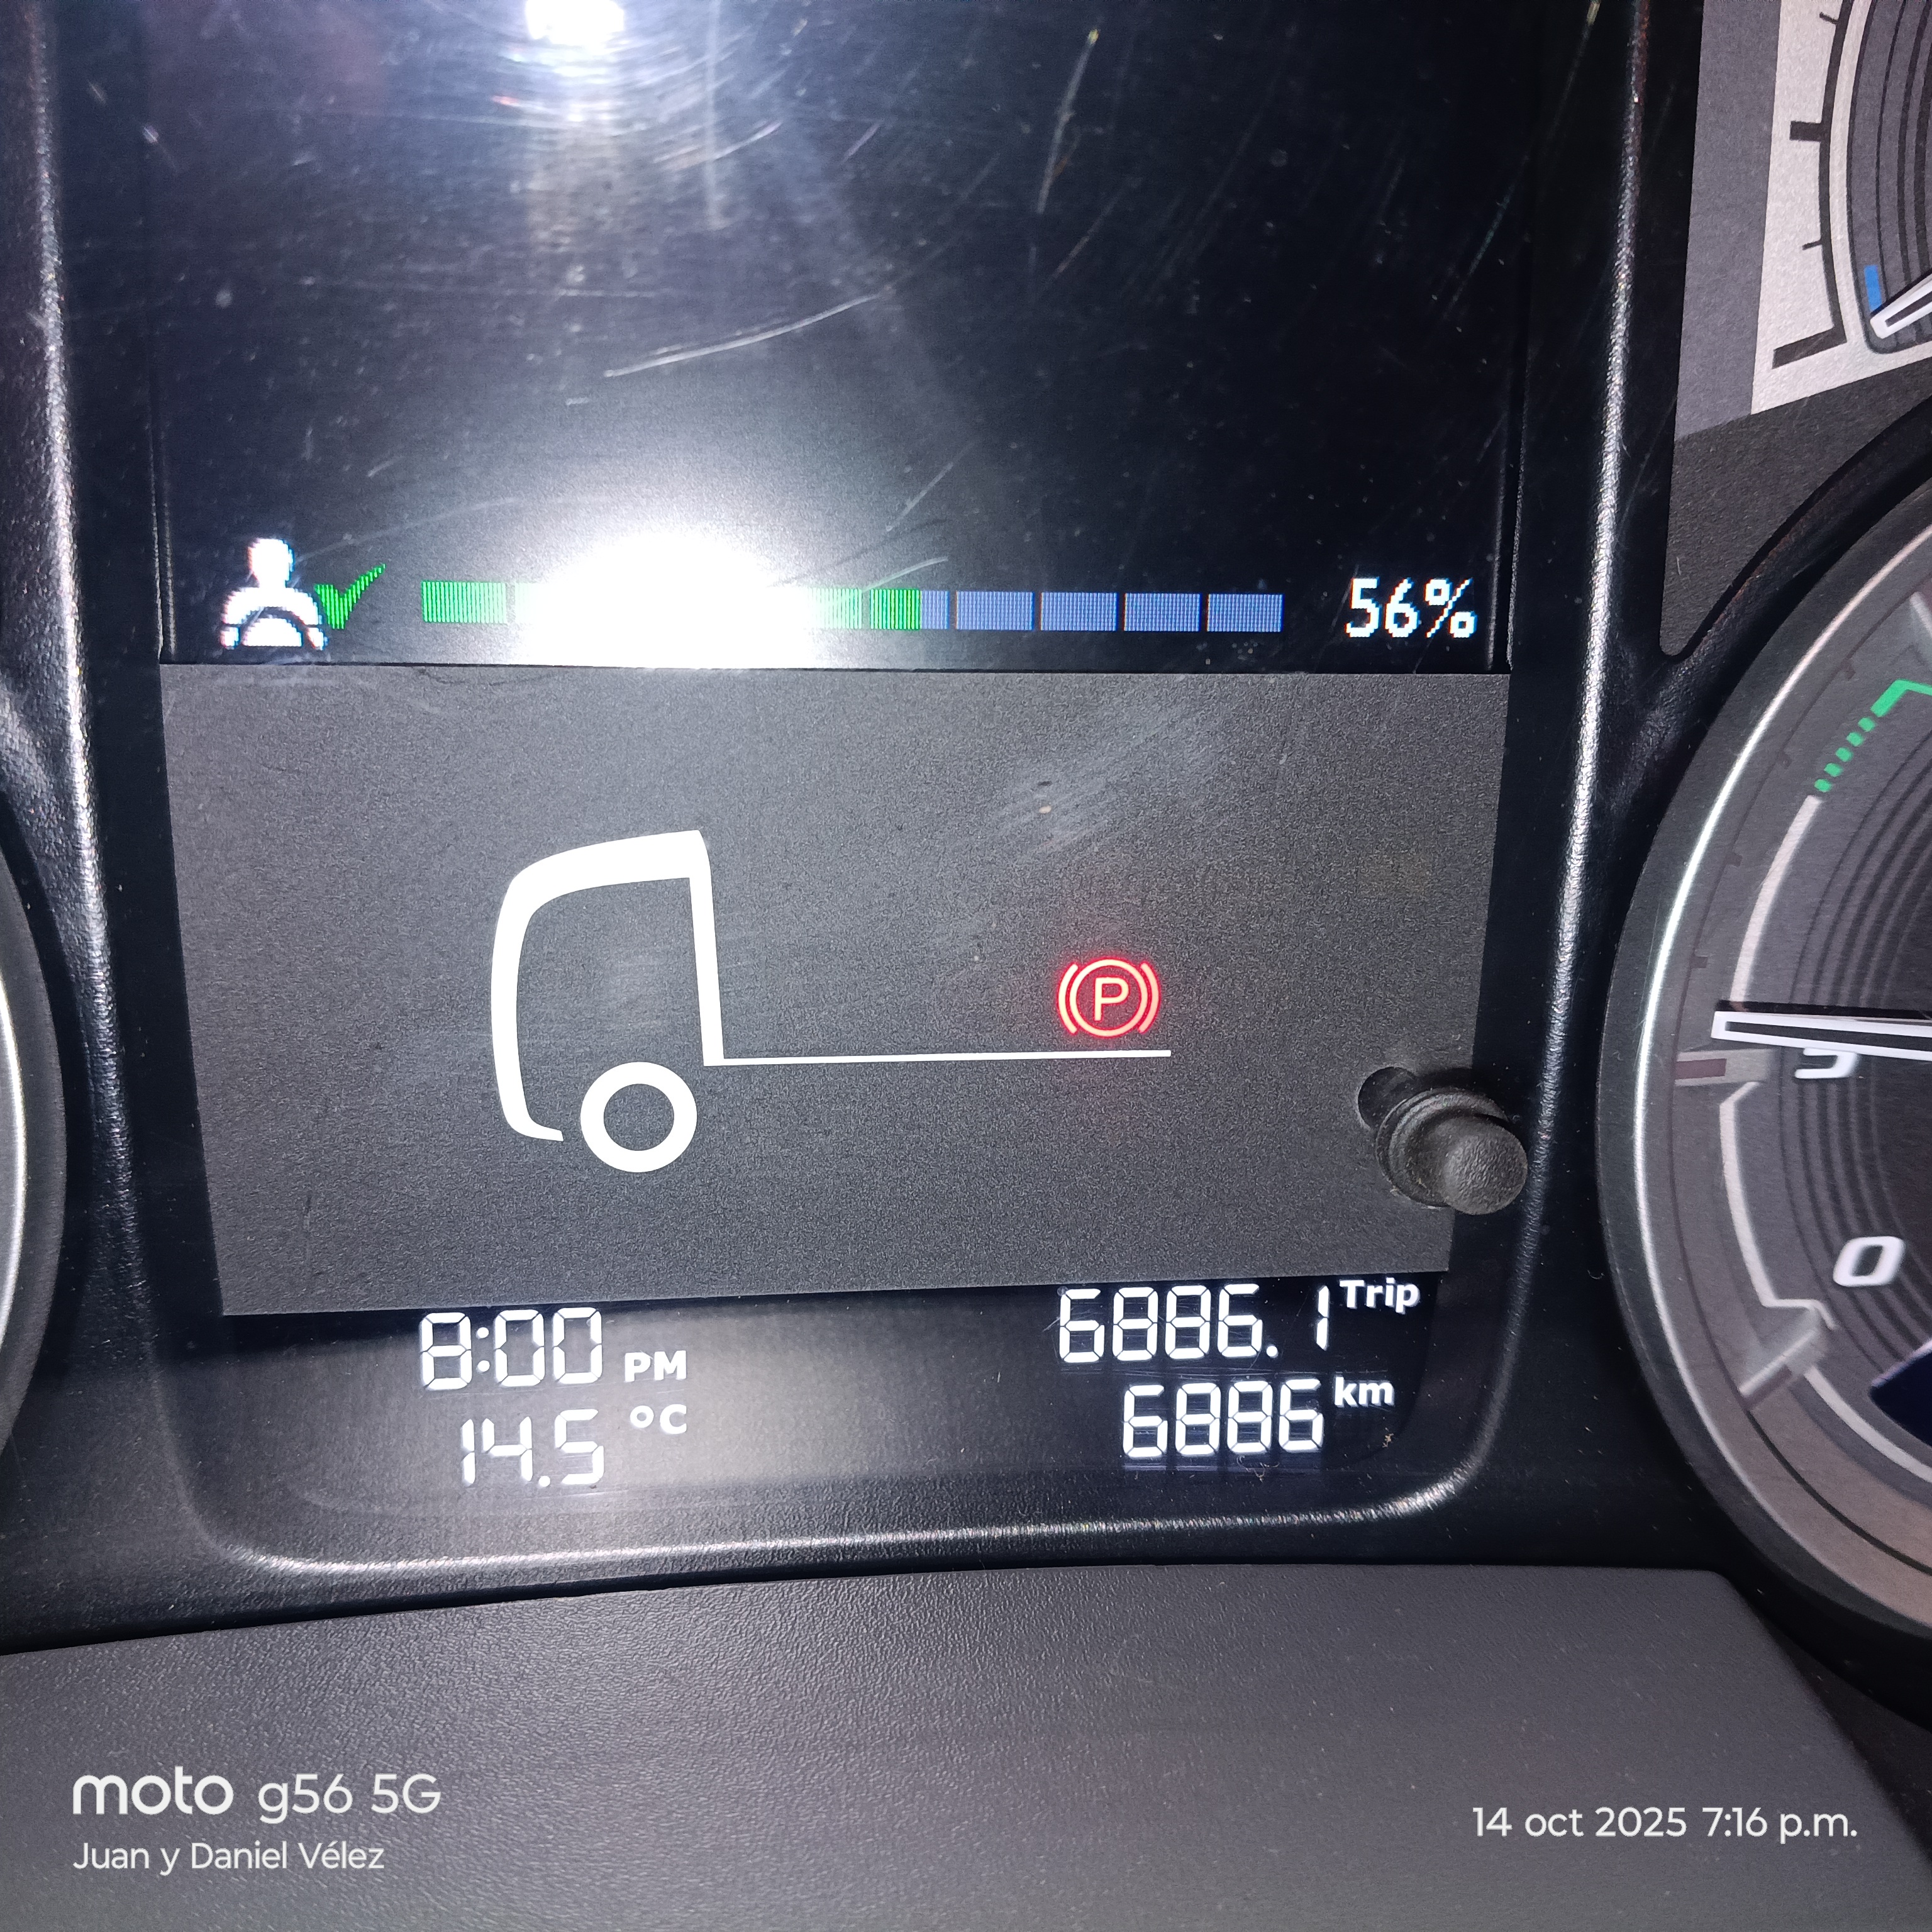 56%
P
5
0
8:00 PM
6886.1 Trip
14.5 °C
6886 km
moto g56 5G
Juan y Daniel Vélez
14 oct 2025 7:16 p.m.